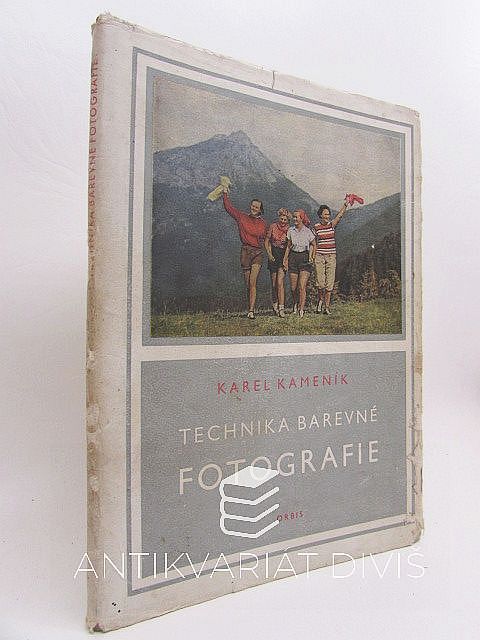 KAREL KAMENÍK
TECHNIKA BAREVNÉ
FOTOGRAFIE
ORBIS
TECHNIKA BAREVNÉ FOTOGRAFIE
ANTIKVARIÁT DIVIŠ